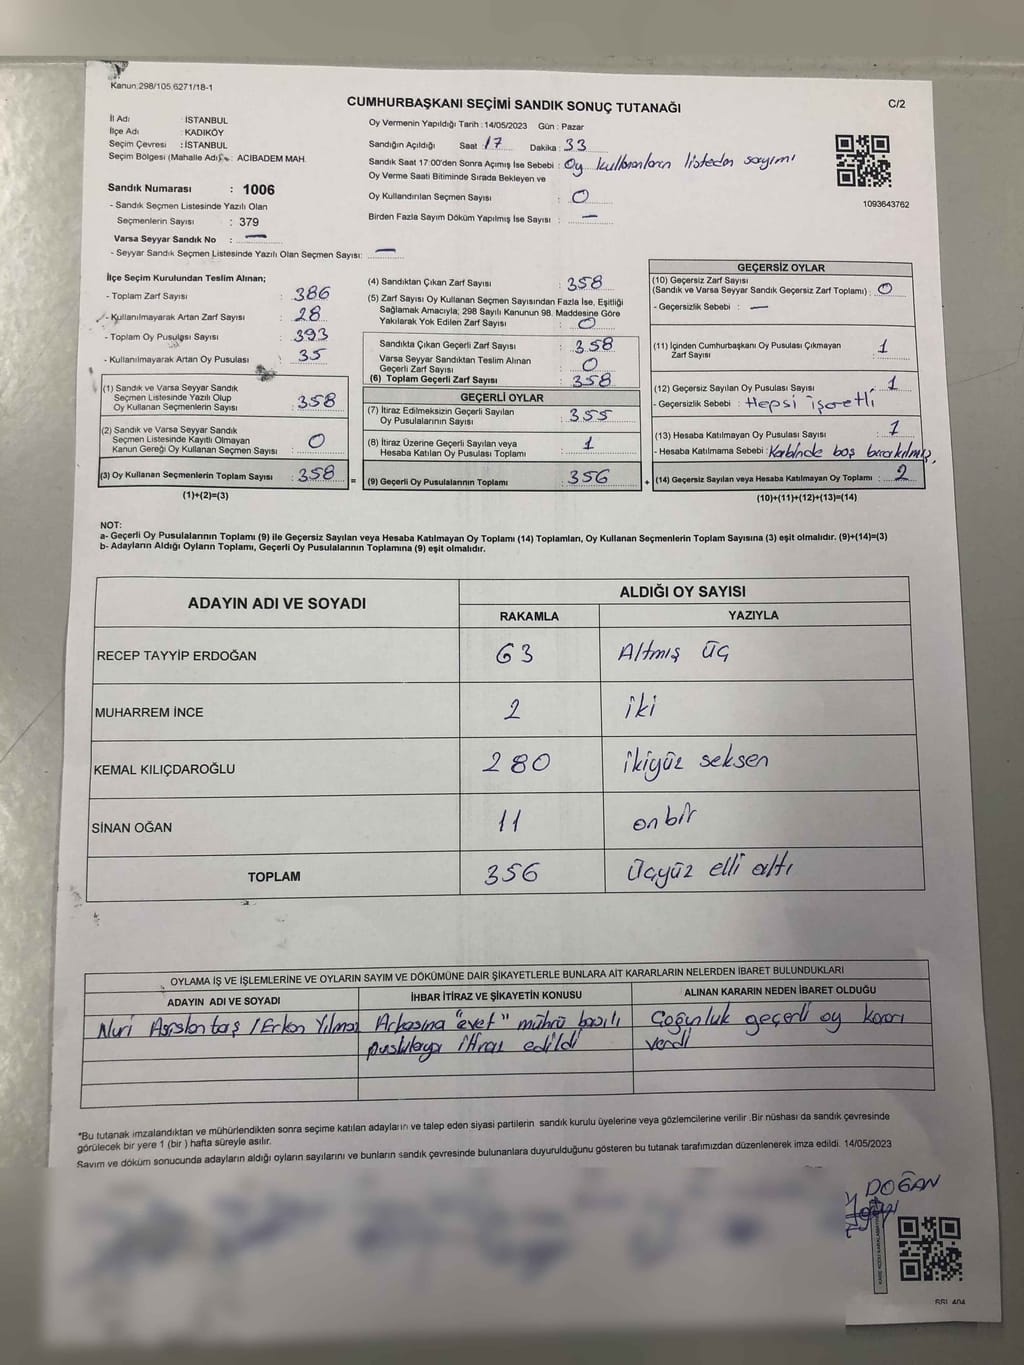 Kanun:298/105,6271/18-1
CUMHURBAŞKANI SEÇİMİ SANDIK SONUÇ TUTANAĞI
C/2
İl Adı : İSTANBUL
İlçe Adı : KADIKÖY
Seçim Çevresi : İSTANBUL
Seçim Bölgesi (Mahalle Adı) : ACIBADEM MAH.
Sandık Numarası : 1006
- Sandık Seçmen Listesinde Yazılı Olan
Seçmenlerin Sayısı : 379
Varsa Seyyar Sandık No : —
- Seyyar Sandık Seçmen Listesinde Yazılı Olan Seçmen Sayısı: —
Oy Vermenin Yapıldığı Tarih : 14/05/2023 Gün : Pazar
Sandığın Açıldığı Saat 17 Dakika : 33
Sandık Saat 17:00'den Sonra Açımış İse Sebebi : Oy kullananların listeden sayımı
Oy Verme Saati Bitiminde Sırada Bekleyen ve
Oy Kullandırılan Seçmen Sayısı : 0
Birden Fazla Sayım Döküm Yapılmış İse Sayısı : —
1093643762
İlçe Seçim Kurulundan Teslim Alınan;
- Toplam Zarf Sayısı : 386
- Kullanılmayarak Artan Zarf Sayısı : 28
- Toplam Oy Pusulası Sayısı : 393
- Kullanılmayarak Artan Oy Pusulası : 35
(1) Sandık ve Varsa Seyyar Sandık
Seçmen Listesinde Yazılı Olup
Oy Kullanan Seçmenlerin Sayısı : 358
(2) Sandık ve Varsa Seyyar Sandık
Seçmen Listesinde Kayıtlı Olmayan
Kanun Gereği Oy Kullanan Seçmen Sayısı : 0
(3) Oy Kullanan Seçmenlerin Toplam Sayısı : 358 =
(1)+(2)=(3)
(4) Sandıktan Çıkan Zarf Sayısı : 358
(5) Zarf Sayısı Oy Kullanan Seçmen Sayısından Fazla İse, Eşitliği
Sağlamak Amacıyla; 298 Sayılı Kanunun 98. Maddesine Göre
Yakılarak Yok Edilen Zarf Sayısı : 0
Sandıkta Çıkan Geçerli Zarf Sayısı : 358
Varsa Seyyar Sandıktan Teslim Alınan
Geçerli Zarf Sayısı : 0
(6) Toplam Geçerli Zarf Sayısı : 358
GEÇERLİ OYLAR
(7) İtiraz Edilmeksizin Geçerli Sayılan
Oy Pusulalarının Sayısı : 355
(8) İtiraz Üzerine Geçerli Sayılan veya
Hesaba Katılan Oy Pusulası Toplamı : 1
(9) Geçerli Oy Pusulalarının Toplamı : 356 +
GEÇERSİZ OYLAR
(10) Geçersiz Zarf Sayısı
(Sandık ve Varsa Seyyar Sandık Geçersiz Zarf Toplamı) : 0
- Geçersizlik Sebebi : —
(11) İçinden Cumhurbaşkanı Oy Pusulası Çıkmayan
Zarf Sayısı : 1
(12) Geçersiz Sayılan Oy Pusulası Sayısı : 1
- Geçersizlik Sebebi : Hepsi işaretli
(13) Hesaba Katılmayan Oy Pusulası Sayısı : 1
- Hesaba Katılmama Sebebi : Kabinde boş bırakılmış.
(14) Geçersiz Sayılan veya Hesaba Katılmayan Oy Toplamı : 2
(10)+(11)+(12)+(13)=(14)
NOT:
a- Geçerli Oy Pusulalarının Toplamı (9) ile Geçersiz Sayılan veya Hesaba Katılmayan Oy Toplamı (14) Toplamları, Oy Kullanan Seçmenlerin Toplam Sayısına (3) eşit olmalıdır. (9)+(14)=(3)
b- Adayların Aldığı Oyların Toplamı, Geçerli Oy Pusulalarının Toplamına (9) eşit olmalıdır.
ADAYIN ADI VE SOYADI ALDIĞI OY SAYISI
RAKAMLA YAZIYLA
RECEP TAYYİP ERDOĞAN 63 Altmış üç
MUHARREM İNCE 2 iki
KEMAL KILIÇDAROĞLU 280 ikiyüz seksen
SİNAN OĞAN 11 onbir
TOPLAM 356 Üçyüz elli altı
OYLAMA İŞ VE İŞLEMLERİNE VE OYLARIN SAYIM VE DÖKÜMÜNE DAİR ŞİKAYETLERLE BUNLARA AİT KARARLARIN NELERDEN İBARET BULUNDUKLARI
ADAYIN ADI VE SOYADI İHBAR İTİRAZ VE ŞİKAYETİN KONUSU ALINAN KARARIN NEDEN İBARET OLDUĞU
Nuri Arslantaş / Erkan Yılmaz Arkasına "evet" mührü basılı Çoğunluk geçerli oy kararı
pusulaya itiraz edildi verdi
*Bu tutanak imzalandıktan ve mühürlendikten sonra seçime katılan adayların ve talep eden siyasi partilerin sandık kurulu üyelerine veya gözlemcilerine verilir .Bir nüshası da sandık çevresinde
görülecek bir yere 1 (bir ) hafta süreyle asılır.
Sayım ve döküm sonucunda adayların aldığı oyların sayılarını ve bunların sandık çevresinde bulunanlara duyurulduğunu gösteren bu tutanak tarafımızdan düzenlenerek imza edildi. 14/05/2023
DOĞAN